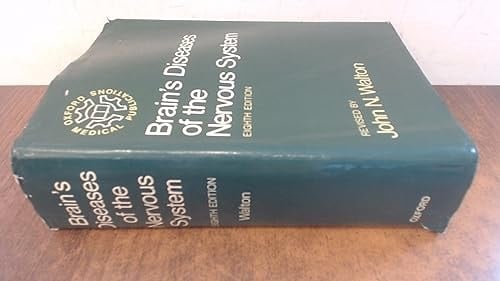 OXFORD
MEDICAL PUBLICATIONS
Brain's Diseases
of the
Nervous System
EIGHTH EDITION
REVISED BY
John N. Walton
Brain's
Diseases
of the
Nervous
System
EIGHTH EDITION
Walton
OXFORD